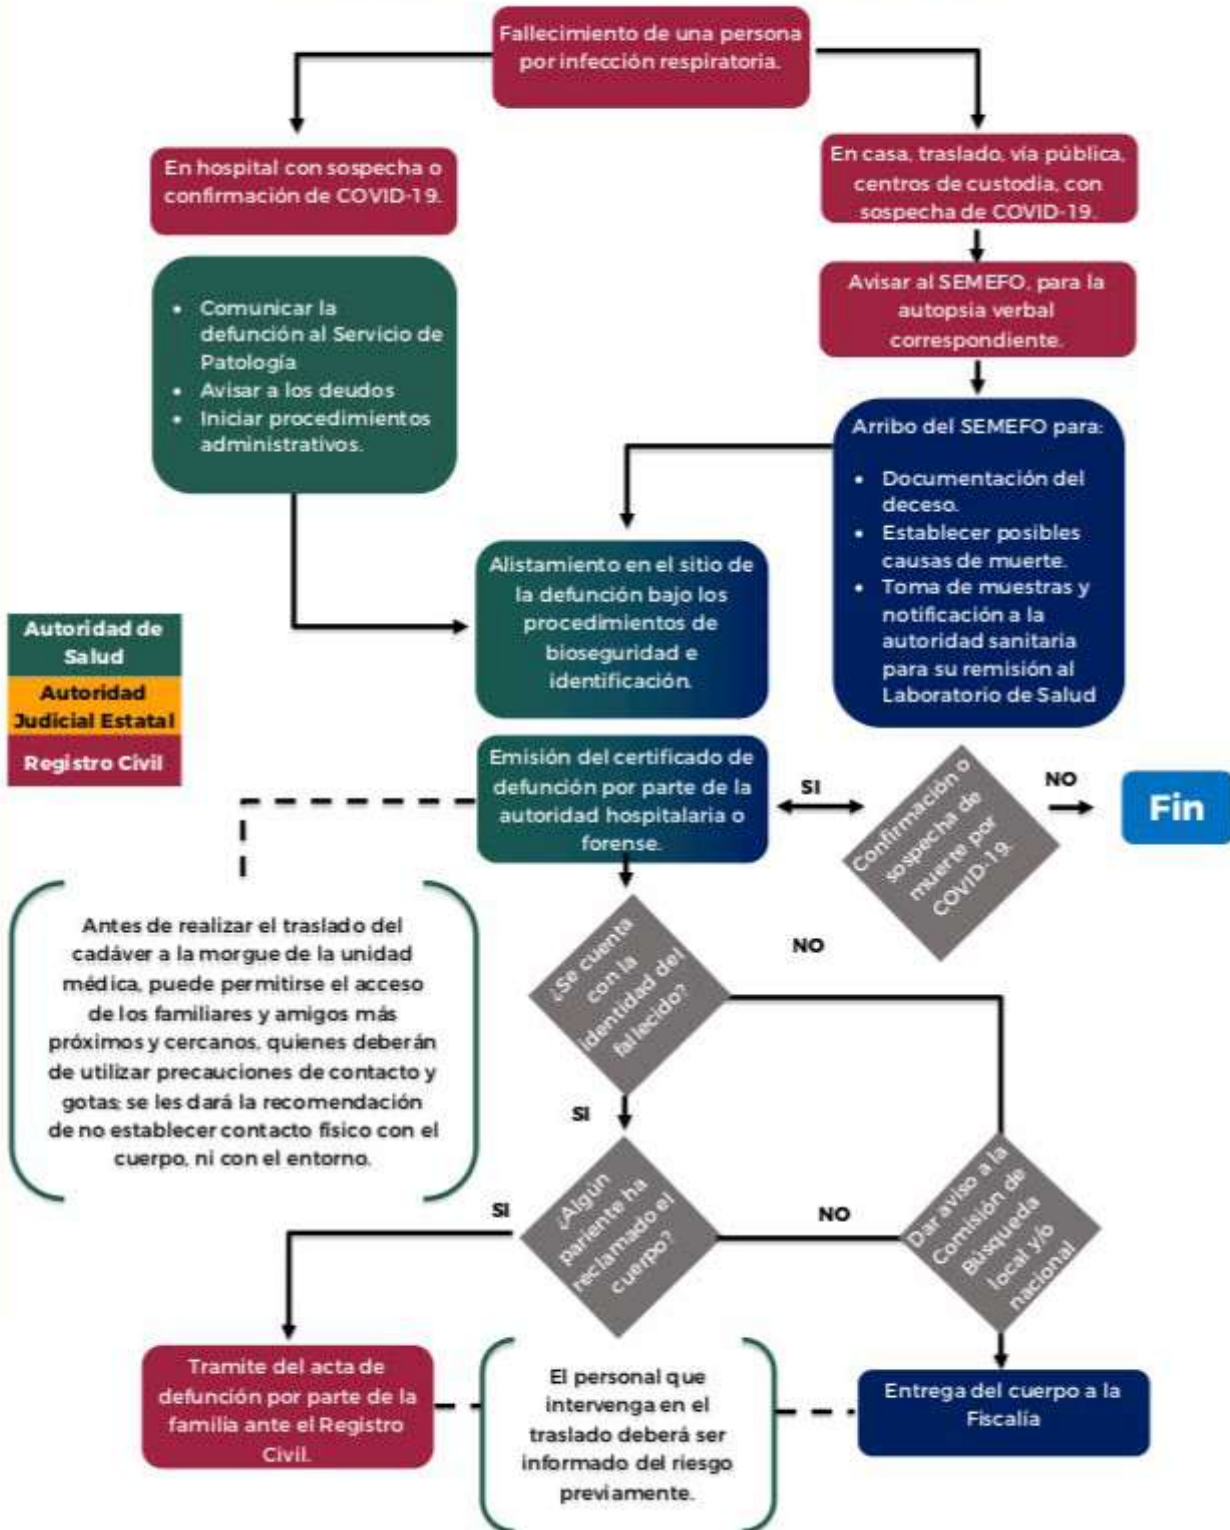 Fallecimiento de una persona
por infección respiratoria.
En hospital con sospecha o
confirmación de COVID-19.
En casa, traslado, vía pública,
centros de custodia, con
sospecha de COVID-19.
Avisar al SEMEFO, para la
autopsia verbal
correspondiente.
• Comunicar la
defunción al Servicio de
Patología
• Avisar a los deudos
• Iniciar procedimientos
administrativos.
Arribo del SEMEFO para:
• Documentación del
deceso.
• Establecer posibles
causas de muerte.
• Toma de muestras y
notificación a la
autoridad sanitaria
para su remisión al
Laboratorio de Salud
Alistamiento en el sitio de
la defunción bajo los
procedimientos de
bioseguridad e
identificación.
Autoridad de
Salud
Autoridad
Judicial Estatal
Registro Civil
Emisión del certificado de
defunción por parte de la
autoridad hospitalaria o
forense.
SI
Confirmación o
sospecha de
muerte por
COVID-19.
NO
Fin
Antes de realizar el traslado del
cadáver a la morgue de la unidad
médica, puede permitirse el acceso
de los familiares y amigos más
próximos y cercanos, quienes deberán
de utilizar precauciones de contacto y
gotas; se les dará la recomendación
de no establecer contacto físico con el
cuerpo, ni con el entorno.
¿Se cuenta
con la
identidad del
fallecido?
NO
SI
¿Algún
pariente ha
reclamado el
cuerpo?
SI
NO
Dar aviso a la
Comisión de
Búsqueda
local y/o
nacional
Tramite del acta de
defunción por parte de la
familia ante el Registro
Civil.
El personal que
intervenga en el
traslado deberá ser
informado del riesgo
previamente.
Entrega del cuerpo a la
Fiscalía